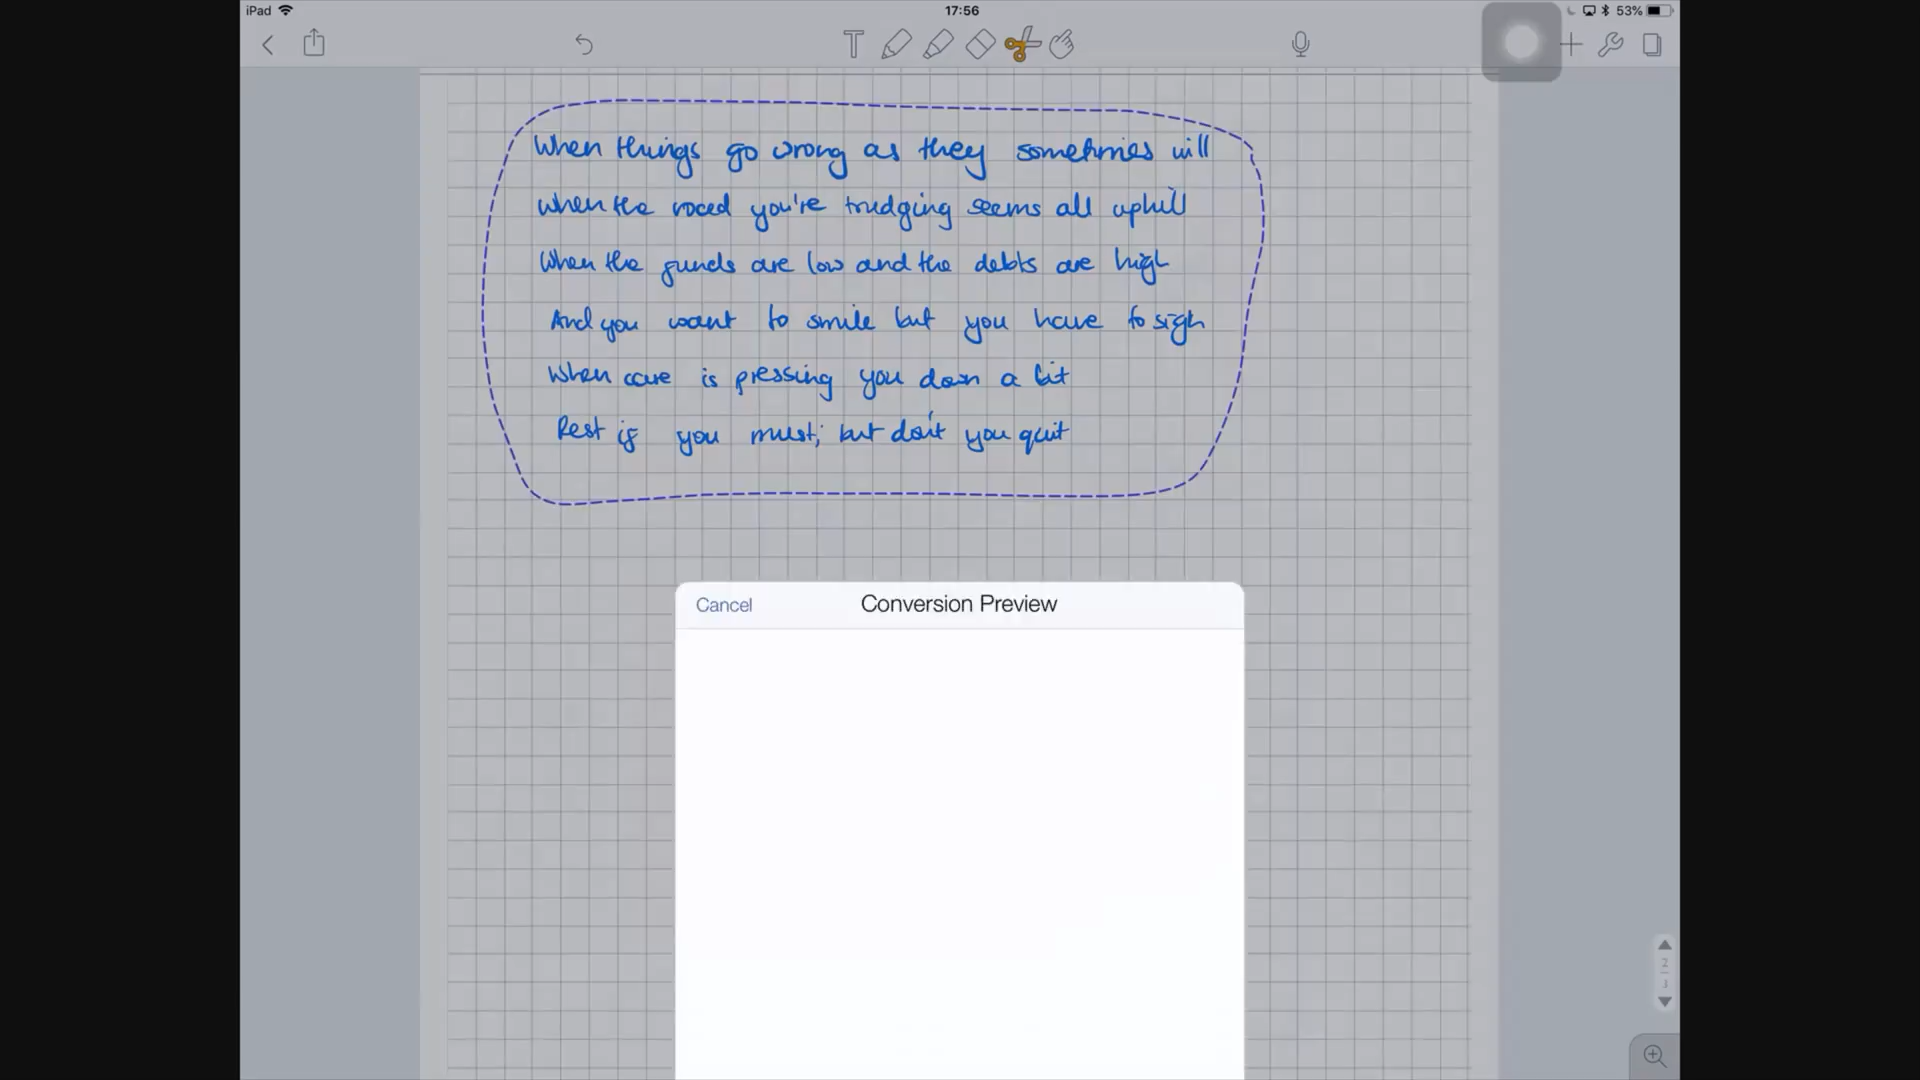 iPad 17:56 53%
T
When things go wrong as they sometimes will
when the road you're trudging seems all uphill
When the funds are low and the debts are high
And you want to smile but you have to sigh
When care is pressing you down a bit
Rest if you must, but don't you quit
Cancel Conversion Preview
2
3